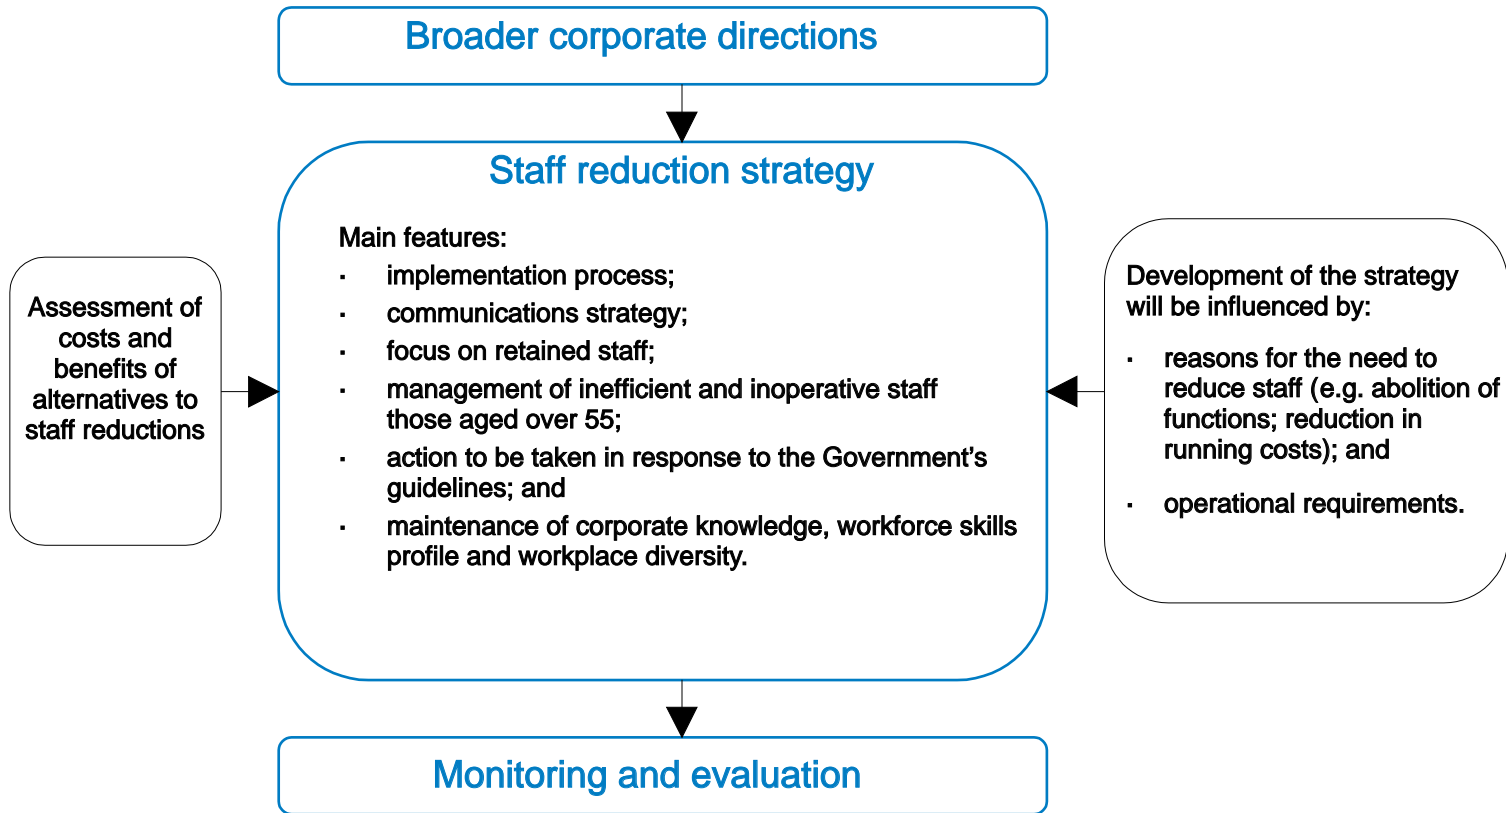 Broader corporate directions
Staff reduction strategy
Main features:
· implementation process;
· communications strategy;
· focus on retained staff;
· management of inefficient and inoperative staff
those aged over 55;
· action to be taken in response to the Government's
guidelines; and
· maintenance of corporate knowledge, workforce skills
profile and workplace diversity.
Assessment of
costs and
benefits of
alternatives to
staff reductions
Development of the strategy
will be influenced by:
· reasons for the need to
reduce staff (e.g. abolition of
functions; reduction in
running costs); and
· operational requirements.
Monitoring and evaluation